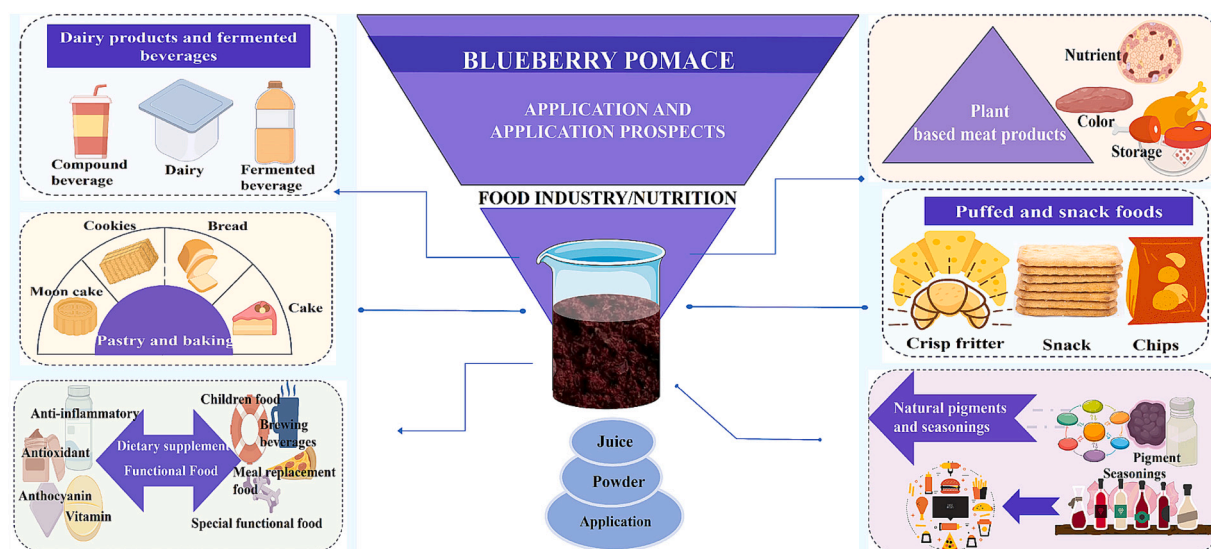 Dairy products and fermented
beverages
Compound
beverage
Dairy
Fermented
beverage
Cookies
Bread
Moon cake
Cake
Pastry and baking
Anti-inflammatory
Antioxidant
Anthocyanin
Vitamin
Dietary supplement
Functional Food
Children food
Brewing
beverages
Meal replacement
food
Special functional food
BLUEBERRY POMACE
APPLICATION AND
APPLICATION PROSPECTS
FOOD INDUSTRY/NUTRITION
Juice
Powder
Application
Plant
based meat products
Nutrient
Color
Storage
Puffed and snack foods
Crisp fritter
Snack
Chips
Natural pigments
and seasonings
Pigment
Seasonings